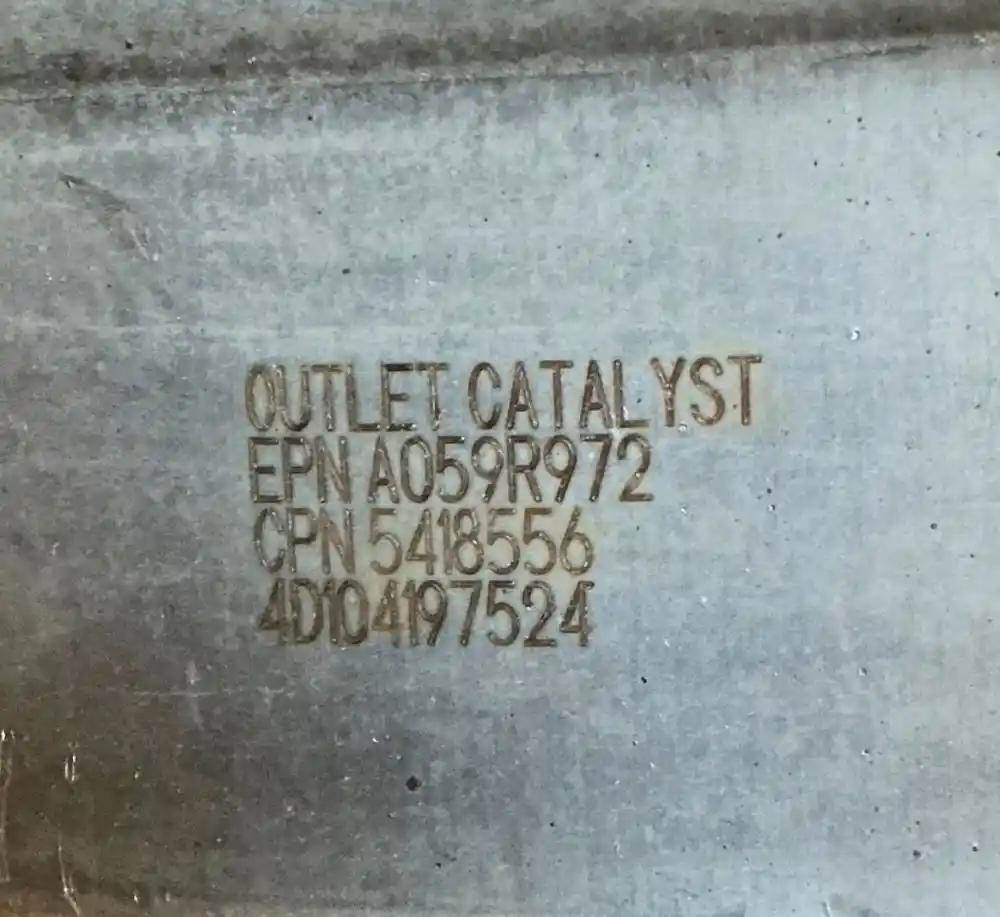 OUTLET CATALYST
EPN A059R972
CPN 5418556
4D104197524